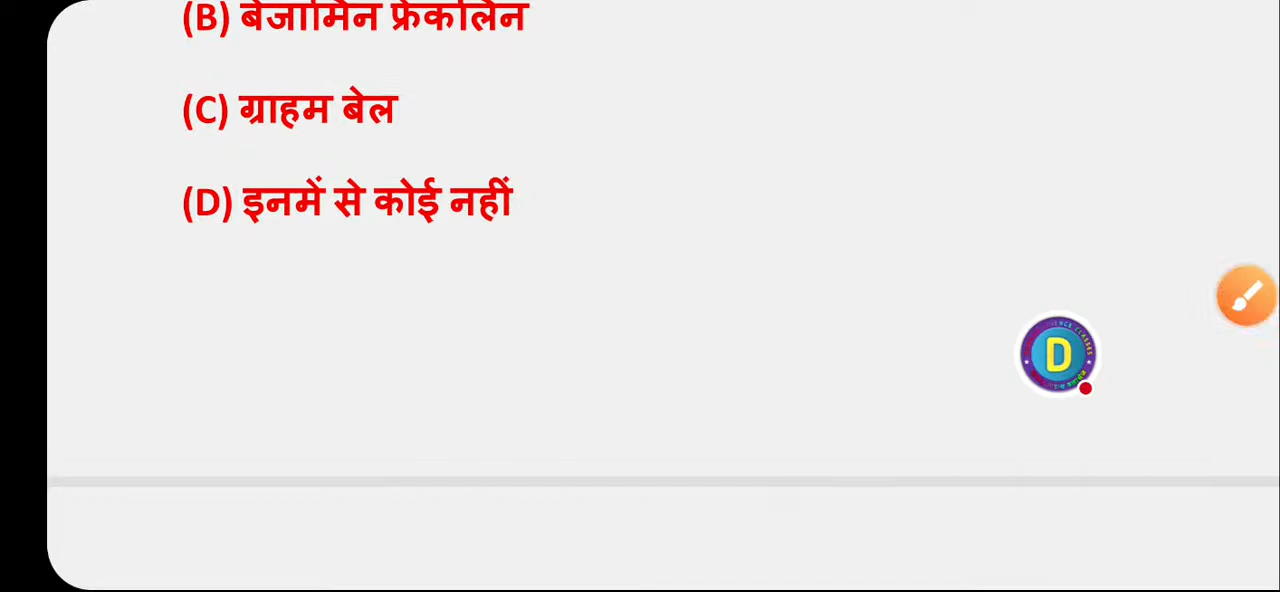 (B) बेंजामिन फ्रेंकलिन
(C) ग्राहम बेल
(D) इनमें से कोई नहीं
D